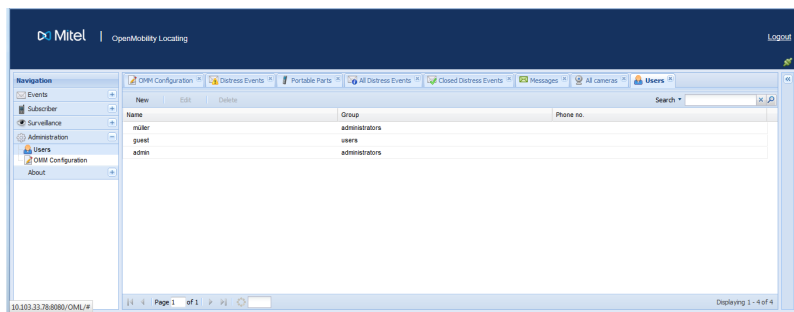 Mitel | OpenMobility Locating
Logout
Navigation
Events
Subscriber
Surveillance
Administration
Users
OMM Configuration
About
OMM Configuration Distress Events Portable Parts All Distress Events Closed Distress Events Messages All cameras Users
New Edit Delete Search
Name Group Phone no.
müller administrators
guest users
admin administrators
Page 1 of 1 Displaying 1 - 4 of 4
10.103.33.78:8080/OML/#